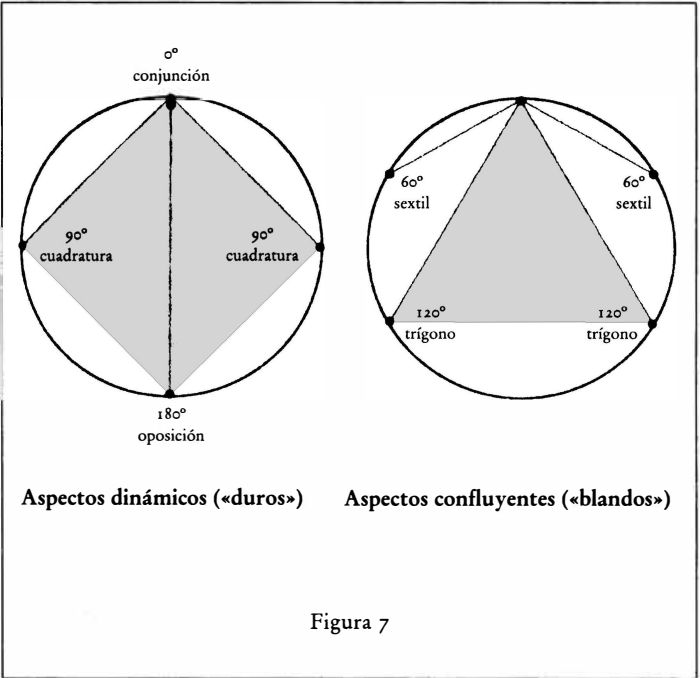 0°
conjunción
90°
cuadratura
90°
cuadratura
180°
oposición
60°
sextil
60°
sextil
120°
trígono
120°
trígono
Aspectos dinámicos («duros»)
Aspectos confluyentes («blandos»)
Figura 7